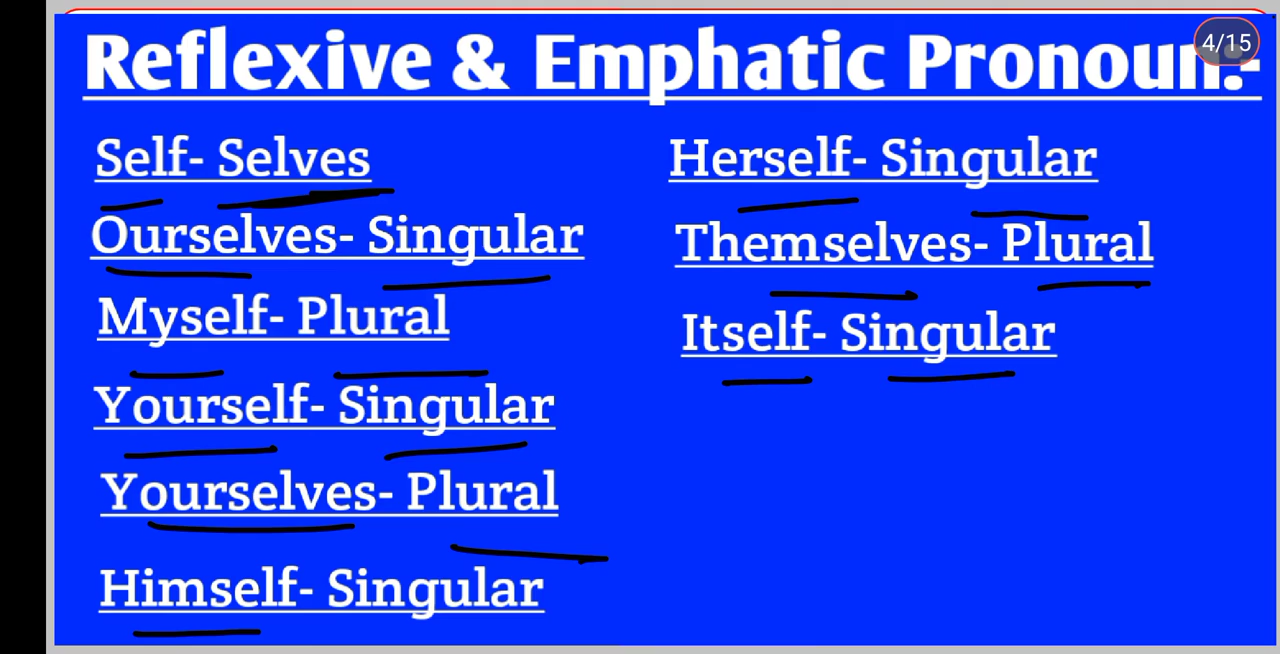 Reflexive & Emphatic Pronoun:-
4/15
Self- Selves
Ourselves- Singular
Myself- Plural
Yourself- Singular
Yourselves- Plural
Himself- Singular
Herself- Singular
Themselves- Plural
Itself- Singular